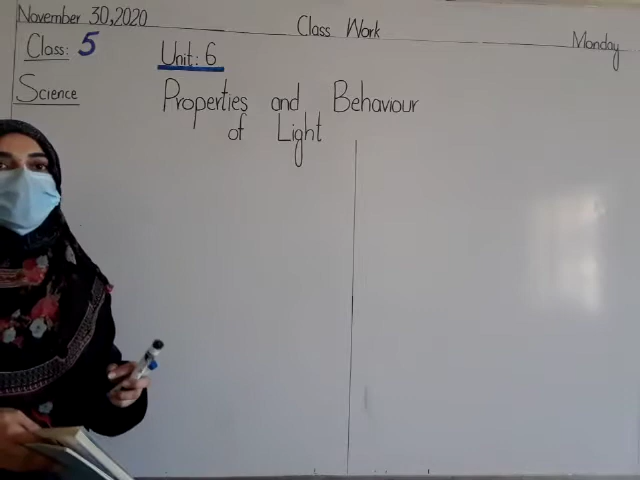 November 30,2020
Class Work
Monday
Class: 5
Unit: 6
Science
Properties and Behaviour
of Light